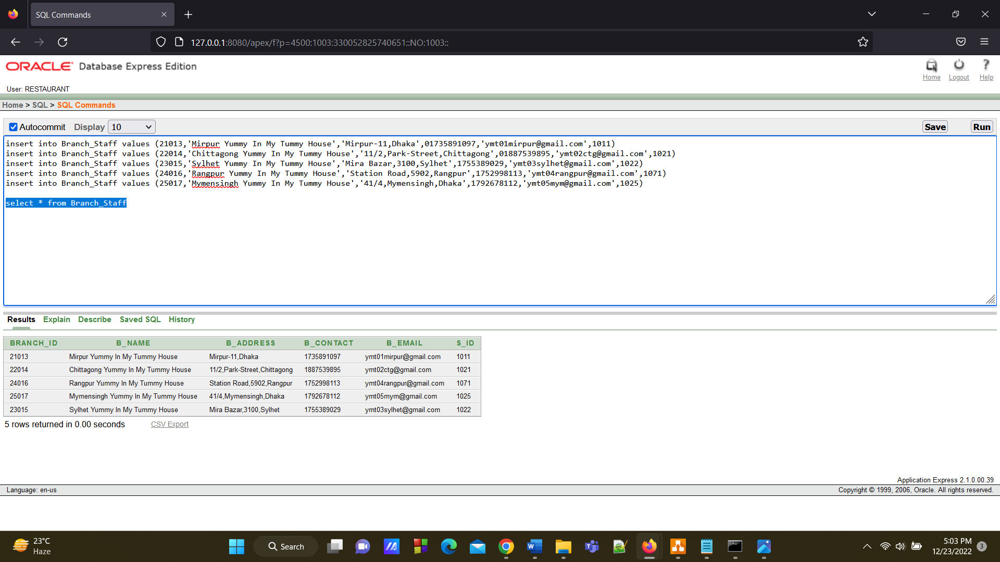 SQL Commands
127.0.0.1:8080/apex/f?p=4500:1003:330052825740651::NO:1003::
ORACLE Database Express Edition
Home Logout Help
User: RESTAURANT
Home > SQL > SQL Commands
Autocommit Display 10 Save Run
insert into Branch_Staff values (21013,'Mirpur Yummy In My Tummy House','Mirpur-11,Dhaka',01735891097,'ymt01mirpur@gmail.com',1011)
insert into Branch_Staff values (22014,'Chittagong Yummy In My Tummy House','11/2,Park-Street,Chittagong',01887539895,'ymt02ctg@gmail.com',1021)
insert into Branch_Staff values (23015,'Sylhet Yummy In My Tummy House','Mira Bazar,3100,Sylhet',1755389029,'ymt03sylhet@gmail.com',1022)
insert into Branch_Staff values (24016,'Rangpur Yummy In My Tummy House','Station Road,5902,Rangpur',1752998113,'ymt04rangpur@gmail.com',1071)
insert into Branch_Staff values (25017,'Mymensingh Yummy In My Tummy House','41/4,Mymensingh,Dhaka',1792678112,'ymt05mym@gmail.com',1025)
select * from Branch_Staff
Results Explain Describe Saved SQL History
BRANCH_ID B_NAME B_ADDRESS B_CONTACT B_EMAIL S_ID
21013 Mirpur Yummy In My Tummy House Mirpur-11,Dhaka 1735891097 ymt01mirpur@gmail.com 1011
22014 Chittagong Yummy In My Tummy House 11/2,Park-Street,Chittagong 1887539895 ymt02ctg@gmail.com 1021
24016 Rangpur Yummy In My Tummy House Station Road,5902,Rangpur 1752998113 ymt04rangpur@gmail.com 1071
25017 Mymensingh Yummy In My Tummy House 41/4,Mymensingh,Dhaka 1792678112 ymt05mym@gmail.com 1025
23015 Sylhet Yummy In My Tummy House Mira Bazar,3100,Sylhet 1755389029 ymt03sylhet@gmail.com 1022
5 rows returned in 0.00 seconds CSV Export
Application Express 2.1.0.00.39
Language: en-us Copyright © 1999, 2006, Oracle. All rights reserved.
23°C
Haze
Search
5:03 PM
12/23/2022
3